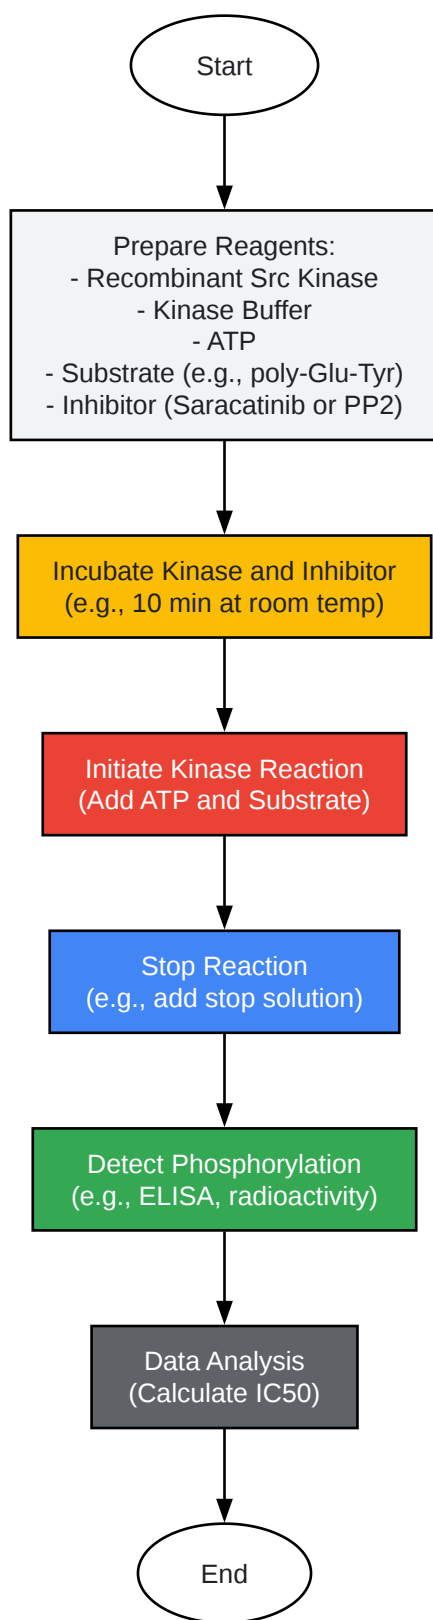 Start
Prepare Reagents:
- Recombinant Src Kinase
- Kinase Buffer
- ATP
- Substrate (e.g., poly-Glu-Tyr)
- Inhibitor (Saracatinib or PP2)
Incubate Kinase and Inhibitor
(e.g., 10 min at room temp)
Initiate Kinase Reaction
(Add ATP and Substrate)
Stop Reaction
(e.g., add stop solution)
Detect Phosphorylation
(e.g., ELISA, radioactivity)
Data Analysis
(Calculate IC50)
End